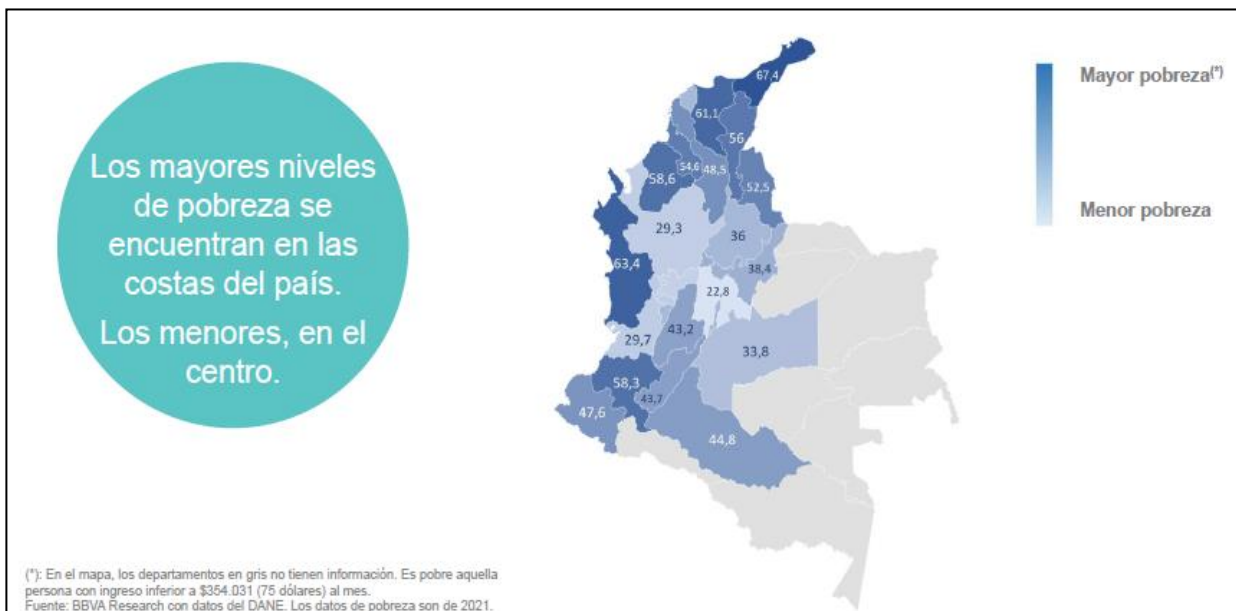 Los mayores niveles
de pobreza se
encuentran en las
costas del país.
Los menores, en el
centro.
67,4
61,1
56
54,6
48,5
58,6
52,5
29,3
36
63,4
38,4
22,8
43,2
29,7
33,8
58,3
43,7
47,6
44,8
Mayor pobreza(*)
Menor pobreza
(*): En el mapa, los departamentos en gris no tienen información. Es pobre aquella
persona con ingreso inferior a $354.031 (75 dólares) al mes.
Fuente: BBVA Research con datos del DANE. Los datos de pobreza son de 2021.